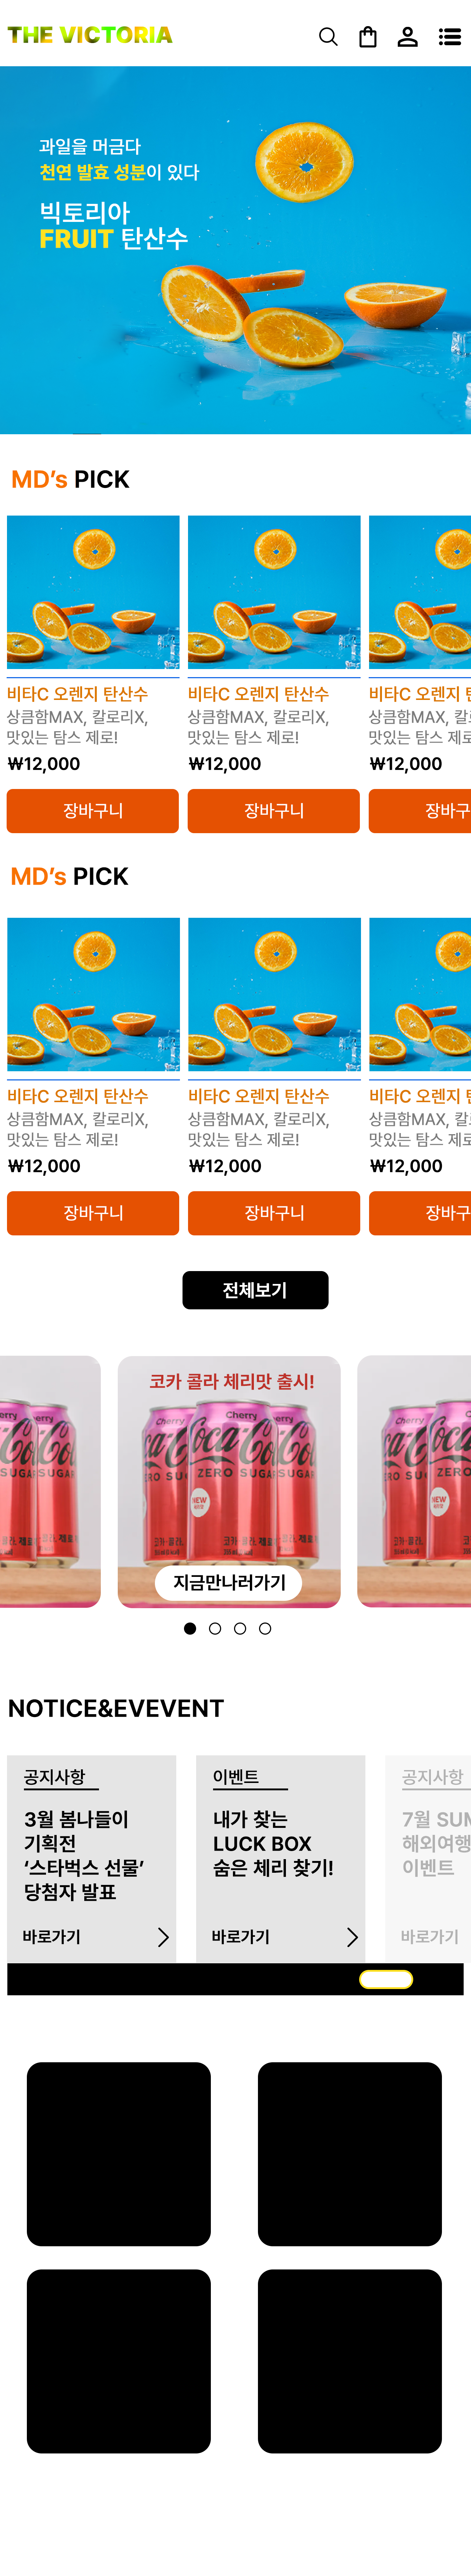 THE VICTORIA
과일을 머금다
천연 발효 성분이 있다
빅토리아
FRUIT 탄산수
MD's PICK
비타C 오렌지 탄산수
상큼함MAX, 칼로리X,
맛있는 탐스 제로!
₩12,000
장바구니
비타C 오렌지 탄산수
상큼함MAX, 칼로리X,
맛있는 탐스 제로!
₩12,000
장바구니
비타C 오렌지
상큼함MAX, 칼로
맛있는 탐스 제로
₩12,000
장바구
MD's PICK
비타C 오렌지 탄산수
상큼함MAX, 칼로리X,
맛있는 탐스 제로!
₩12,000
장바구니
비타C 오렌지 탄산수
상큼함MAX, 칼로리X,
맛있는 탐스 제로!
₩12,000
장바구니
비타C 오렌지
상큼함MAX, 칼로
맛있는 탐스 제로
₩12,000
장바구
전체보기
코카 콜라 체리맛 출시!
Cherry
Coca-Cola
ZERO SUGAR
NEW
코카-콜라
지금만나러가기
NOTICE&EVEVENT
공지사항
3월 봄나들이
기획전
‘스타벅스 선물’
당첨자 발표
바로가기
이벤트
내가 찾는
LUCK BOX
숨은 체리 찾기!
바로가기
공지사항
7월 SUM
해외여행
이벤트
바로가기